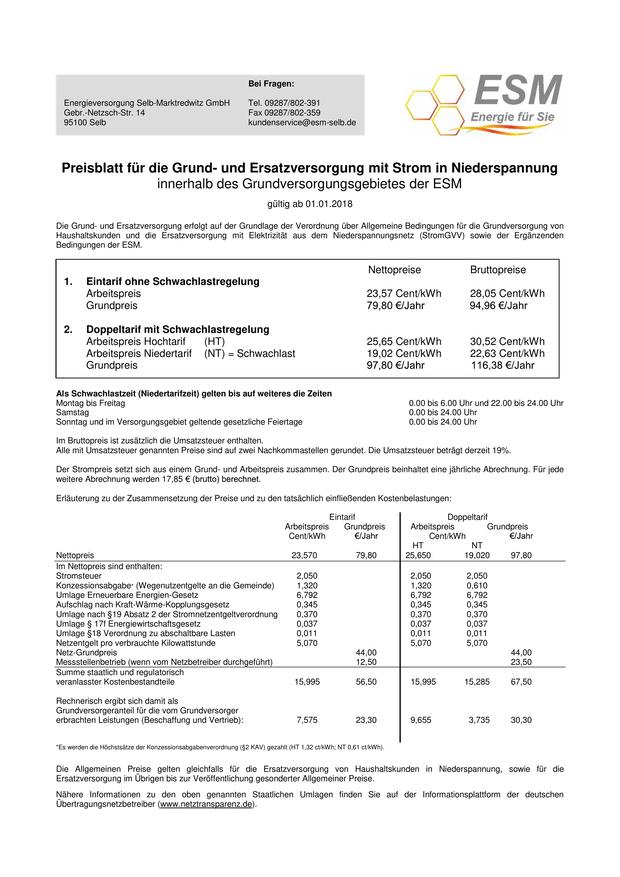 Bei Fragen:
Energieversorgung Selb-Marktredwitz GmbH Tel. 09287/802-391
Gebr.-Netzsch-Str. 14 Fax 09287/802-359
95100 Selb kundenservice@esm-selb.de
ESM
Energie für Sie
Preisblatt für die Grund- und Ersatzversorgung mit Strom in Niederspannung
innerhalb des Grundversorgungsgebietes der ESM
gültig ab 01.01.2018
Die Grund- und Ersatzversorgung erfolgt auf der Grundlage der Verordnung über Allgemeine Bedingungen für die Grundversorgung von
Haushaltskunden und die Ersatzversorgung mit Elektrizität aus dem Niederspannungsnetz (StromGVV) sowie der Ergänzenden
Bedingungen der ESM.
Nettopreise Bruttopreise
1. Eintarif ohne Schwachlastregelung
Arbeitspreis 23,57 Cent/kWh 28,05 Cent/kWh
Grundpreis 79,80 €/Jahr 94,96 €/Jahr
2. Doppeltarif mit Schwachlastregelung
Arbeitspreis Hochtarif (HT) 25,65 Cent/kWh 30,52 Cent/kWh
Arbeitspreis Niedertarif (NT) = Schwachlast 19,02 Cent/kWh 22,63 Cent/kWh
Grundpreis 97,80 €/Jahr 116,38 €/Jahr
Als Schwachlastzeit (Niedertarifzeit) gelten bis auf weiteres die Zeiten
Montag bis Freitag 0.00 bis 6.00 Uhr und 22.00 bis 24.00 Uhr
Samstag 0.00 bis 24.00 Uhr
Sonntag und im Versorgungsgebiet geltende gesetzliche Feiertage 0.00 bis 24.00 Uhr
Im Bruttopreis ist zusätzlich die Umsatzsteuer enthalten.
Alle mit Umsatzsteuer genannten Preise sind auf zwei Nachkommastellen gerundet. Die Umsatzsteuer beträgt derzeit 19%.
Der Strompreis setzt sich aus einem Grund- und Arbeitspreis zusammen. Der Grundpreis beinhaltet eine jährliche Abrechnung. Für jede
weitere Abrechnung werden 17,85 € (brutto) berechnet.
Erläuterung zu der Zusammensetzung der Preise und zu den tatsächlich einfließenden Kostenbelastungen:
Eintarif Doppeltarif
Arbeitspreis Grundpreis Arbeitspreis Grundpreis
Cent/kWh €/Jahr Cent/kWh €/Jahr
HT NT
Nettopreis 23,570 79,80 25,650 19,020 97,80
Im Nettopreis sind enthalten:
Stromsteuer 2,050 2,050 2,050
Konzessionsabgabe* (Wegenutzentgelte an die Gemeinde) 1,320 1,320 0,610
Umlage Erneuerbare Energien-Gesetz 6,792 6,792 6,792
Aufschlag nach Kraft-Wärme-Kopplungsgesetz 0,345 0,345 0,345
Umlage nach §19 Absatz 2 der Stromnetzentgeltverordnung 0,370 0,370 0,370
Umlage § 17f Energiewirtschaftsgesetz 0,037 0,037 0,037
Umlage §18 Verordnung zu abschaltbare Lasten 0,011 0,011 0,011
Netzentgelt pro verbrauchte Kilowattstunde 5,070 5,070 5,070
Netz-Grundpreis 44,00 44,00
Messstellenbetrieb (wenn vom Netzbetreiber durchgeführt) 12,50 23,50
Summe staatlich und regulatorisch
veranlasster Kostenbestandteile 15,995 56,50 15,995 15,285 67,50
Rechnerisch ergibt sich damit als
Grundversorgeranteil für die vom Grundversorger
erbrachten Leistungen (Beschaffung und Vertrieb): 7,575 23,30 9,655 3,735 30,30
*Es werden die Höchstsätze der Konzessionsabgabenverordnung (§2 KAV) gezahlt (HT 1,32 ct/kWh; NT 0,61 ct/kWh).
Die Allgemeinen Preise gelten gleichfalls für die Ersatzversorgung von Haushaltskunden in Niederspannung, sowie für die
Ersatzversorgung im Übrigen bis zur Veröffentlichung gesonderter Allgemeiner Preise.
Nähere Informationen zu den oben genannten Staatlichen Umlagen finden Sie auf der Informationsplattform der deutschen
Übertragungsnetzbetreiber (www.netztransparenz.de).